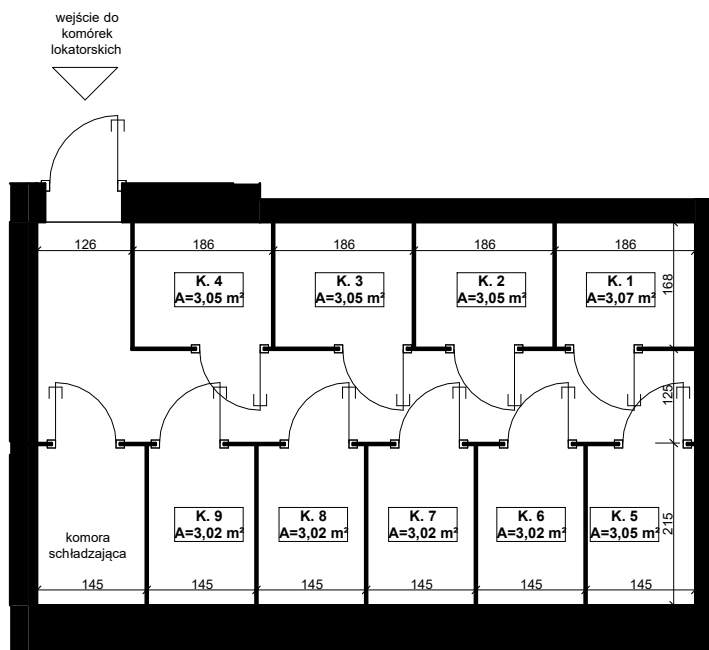 wejście do
komórek
lokatorskich
126
186
186
186
186
K. 4
A=3,05 m²
K. 3
A=3,05 m²
K. 2
A=3,05 m²
K. 1
A=3,07 m²
168
125
K. 9
A=3,02 m²
K. 8
A=3,02 m²
K. 7
A=3,02 m²
K. 6
A=3,02 m²
K. 5
A=3,05 m²
215
komora
schładzająca
145
145
145
145
145
145